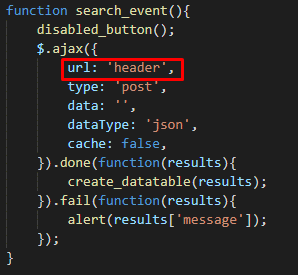 function search_event(){
disabled_button();
$.ajax({
url: 'header',
type: 'post',
data: '',
dataType: 'json',
cache: false,
}).done(function(results){
create_datatable(results);
}).fail(function(results){
alert(results['message']);
});
}